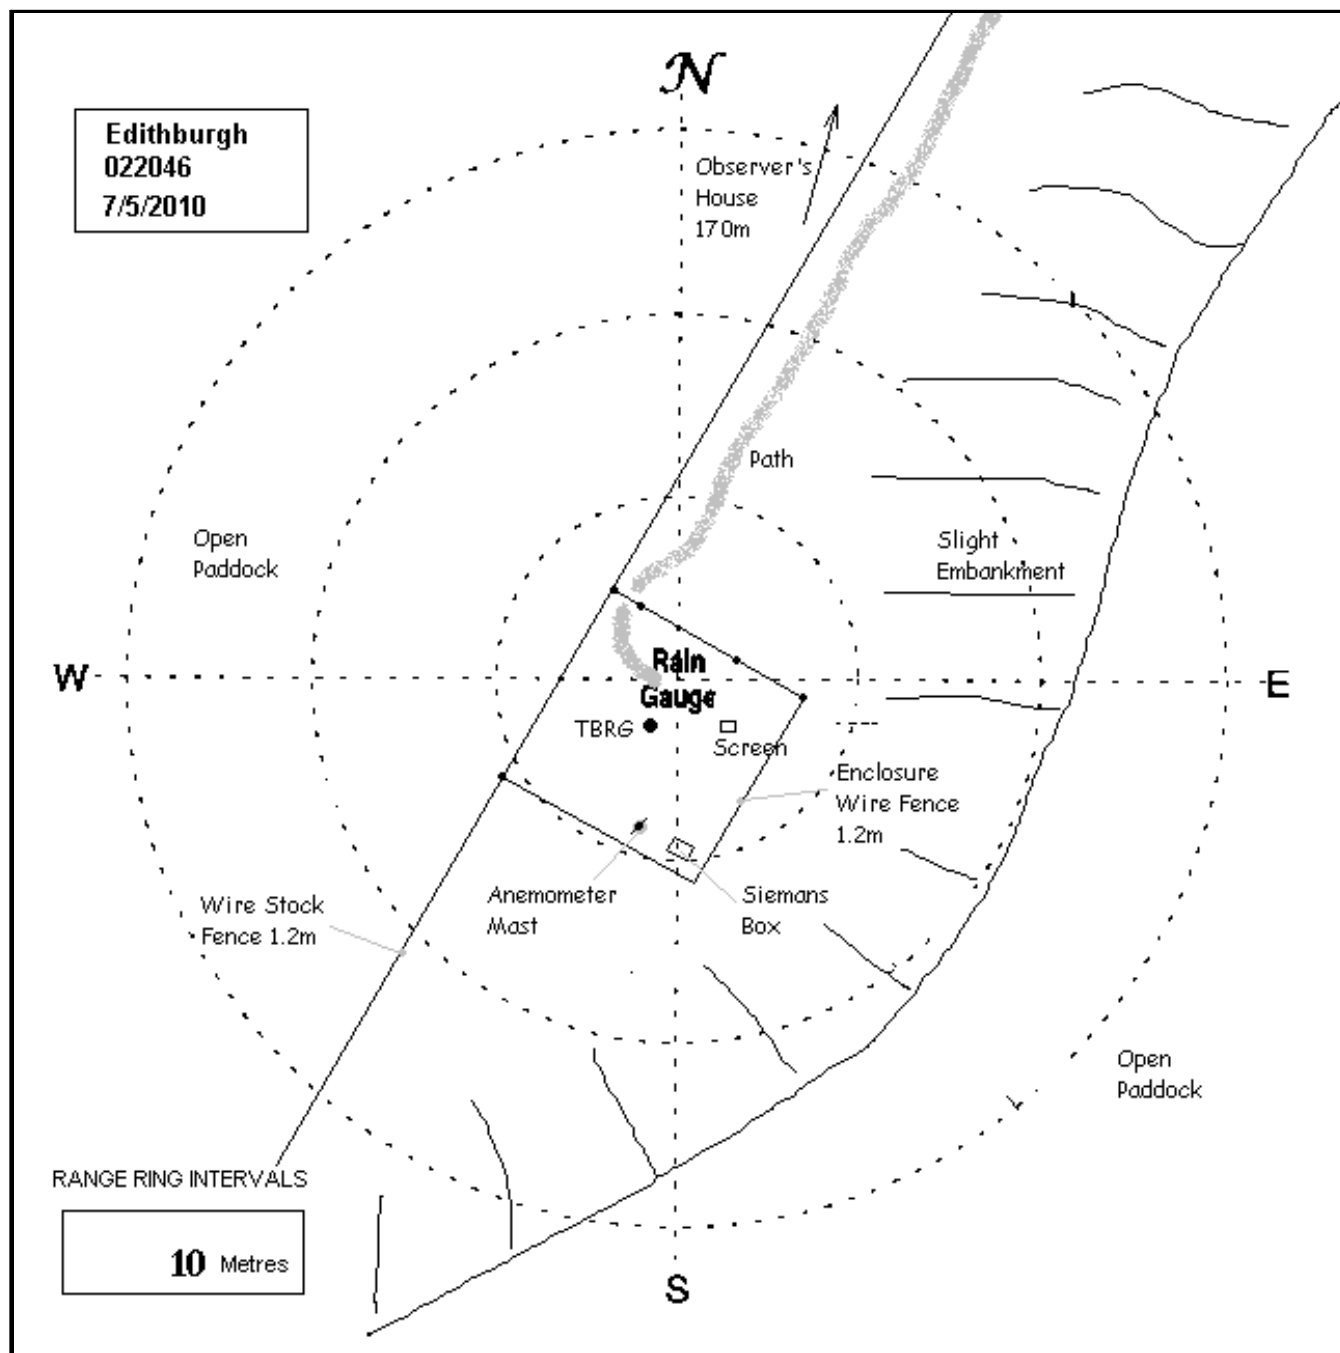 N
Edithburgh
022046
7/5/2010
Observer's
House
170m
Path
Open
Paddock
Slight
Embankment
W
E
Rain
Gauge
TBRG
Screen
Enclosure
Wire Fence
1.2m
Anemometer
Mast
Siemans
Box
Wire Stock
Fence 1.2m
Open
Paddock
RANGE RING INTERVALS
10 Metres
S